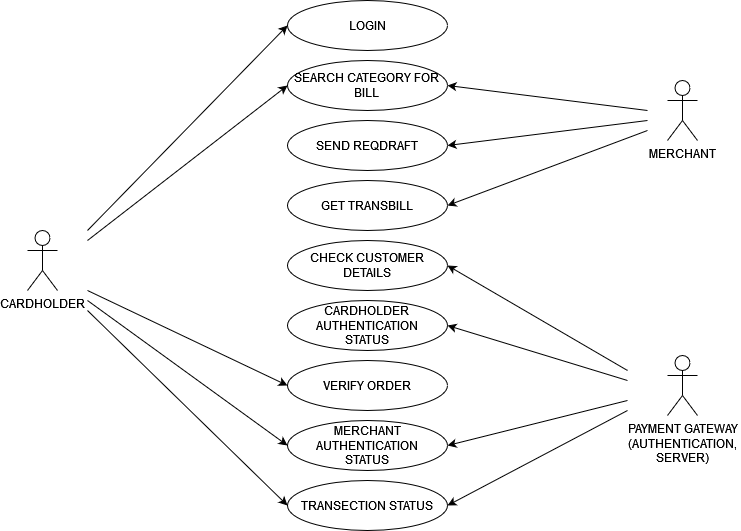 LOGIN
SEARCH CATEGORY FOR
BILL
SEND REQDRAFT
MERCHANT
GET TRANSBILL
CHECK CUSTOMER
DETAILS
CARDHOLDER
CARDHOLDER
AUTHENTICATION
STATUS
VERIFY ORDER
MERCHANT
AUTHENTICATION
STATUS
PAYMENT GATEWAY
(AUTHENTICATION,
SERVER)
TRANSECTION STATUS